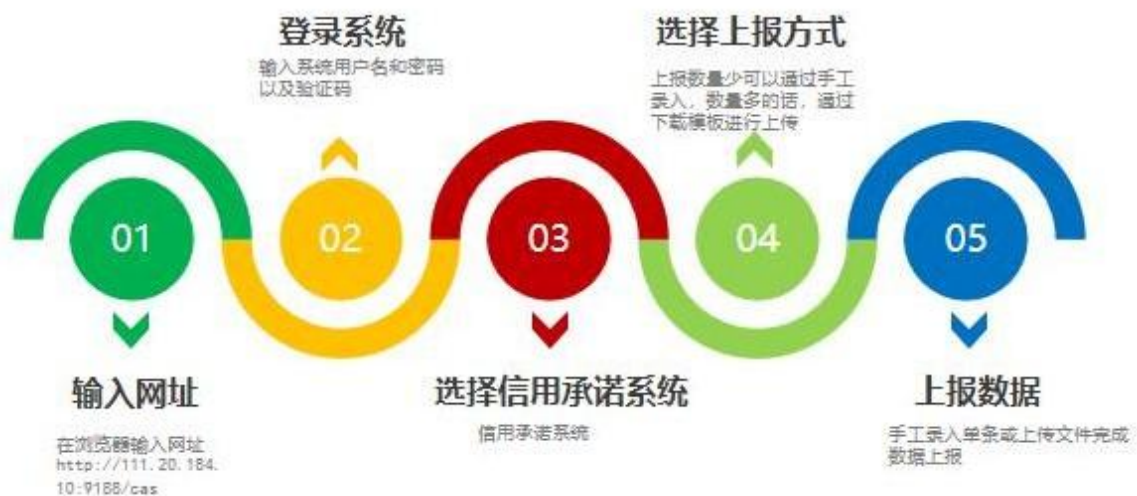 登录系统
输入系统用户名和密码
以及验证码
选择上报方式
上报数量少可以通过手工
录入，数量多的话，通过
下载模板进行上传
01
02
03
04
05
输入网址
在浏览器输入网址
http://111.20.184.
10:9188/cas
选择信用承诺系统
信用承诺系统
上报数据
手工录入单条或上传文件完成
数据上报